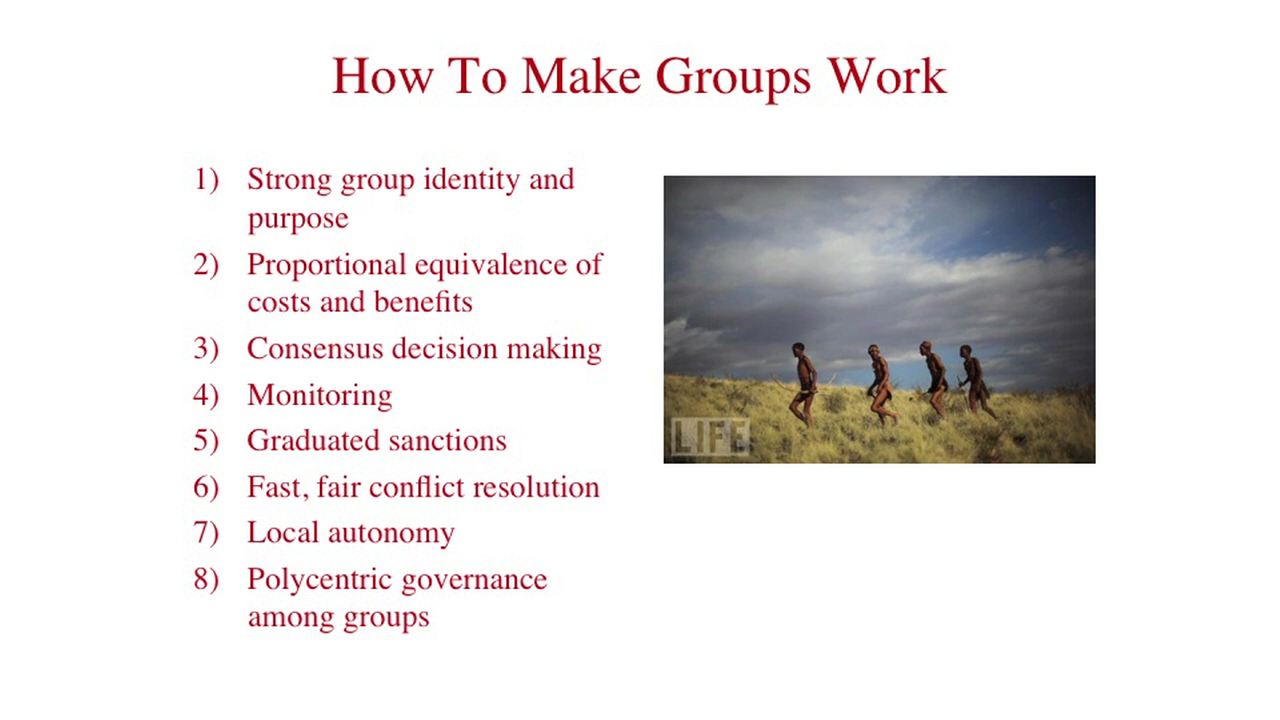 How To Make Groups Work
1) Strong group identity and
purpose
2) Proportional equivalence of
costs and benefits
3) Consensus decision making
4) Monitoring
5) Graduated sanctions
6) Fast, fair conflict resolution
7) Local autonomy
8) Polycentric governance
among groups
LIFE